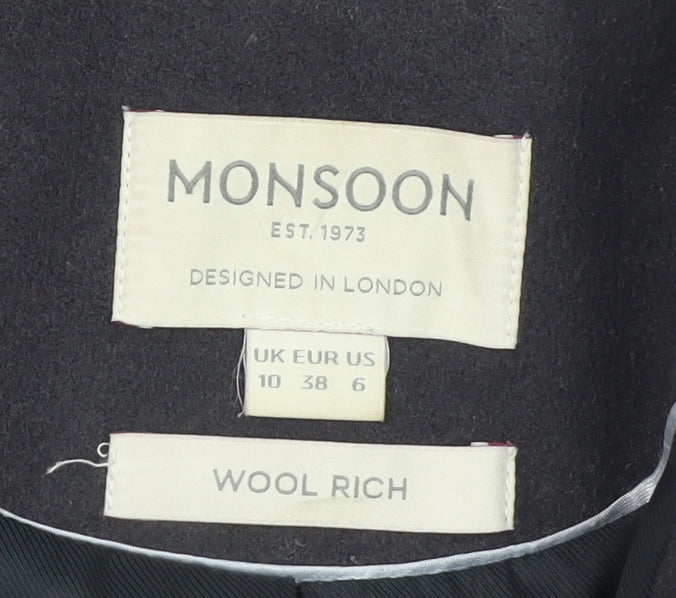 MONSOON
EST. 1973
DESIGNED IN LONDON
UK EUR US
10 38 6
WOOL RICH